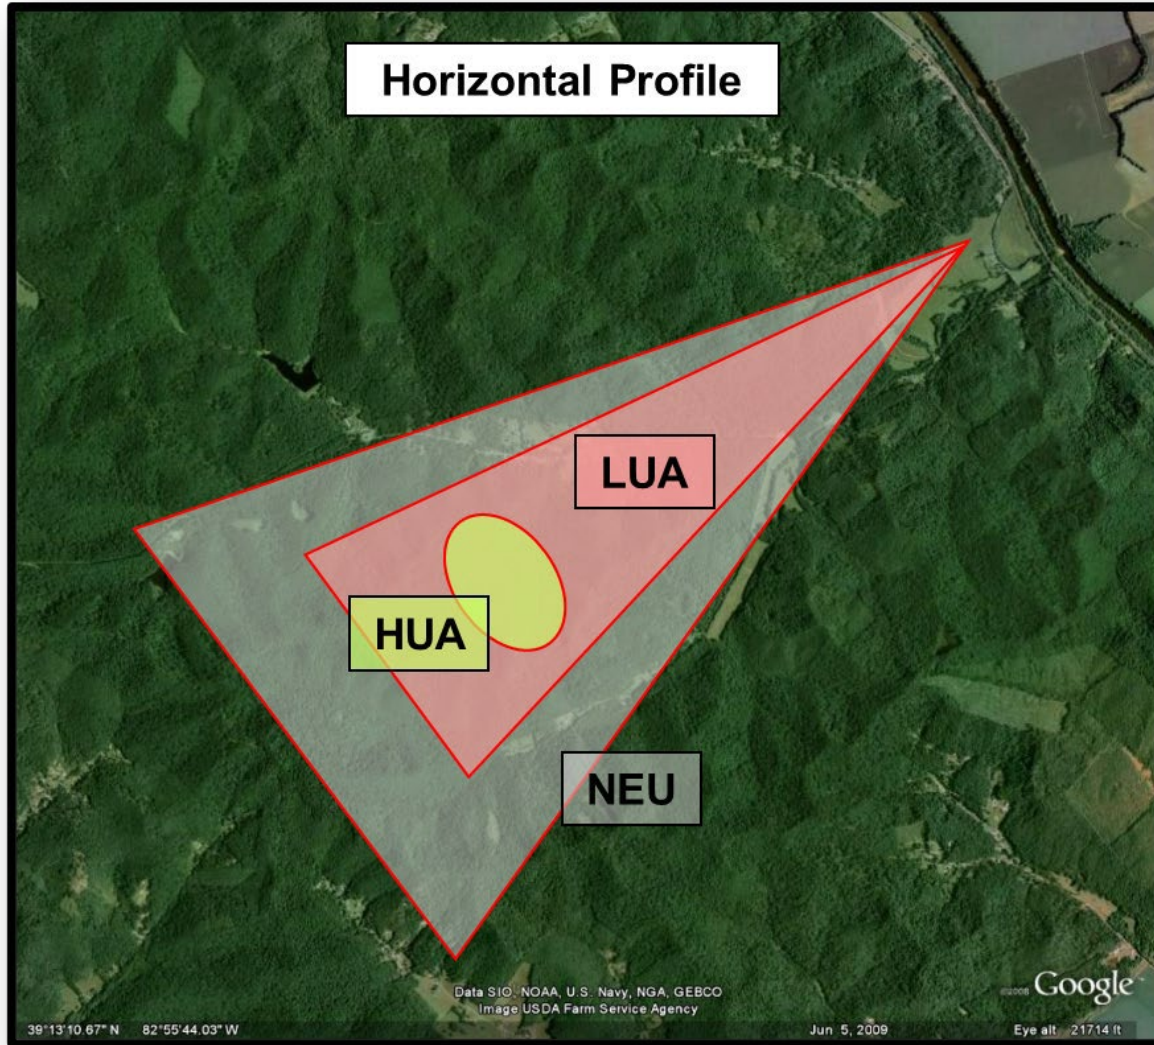 Horizontal Profile
LUA
HUA
NEU
Data SIO, NOAA, U.S. Navy, NGA, GEBCO
Image USDA Farm Service Agency
©2008 Google
39°13'10.67" N 82°55'44.03" W
Jun 5, 2009
Eye alt 21714 ft